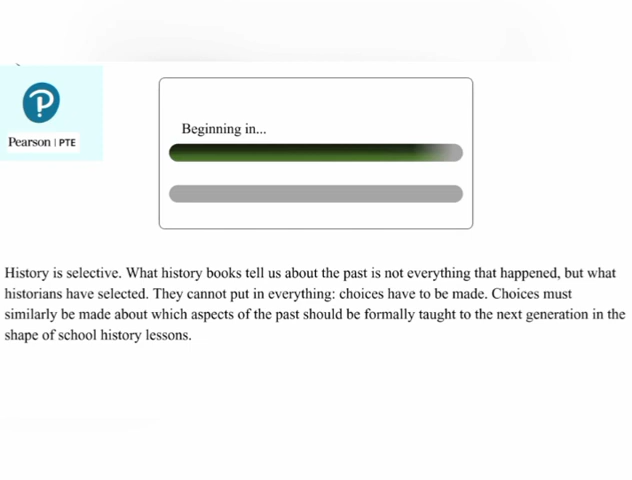 Pearson | PTE
Beginning in...
History is selective. What history books tell us about the past is not everything that happened, but what
historians have selected. They cannot put in everything: choices have to be made. Choices must
similarly be made about which aspects of the past should be formally taught to the next generation in the
shape of school history lessons.